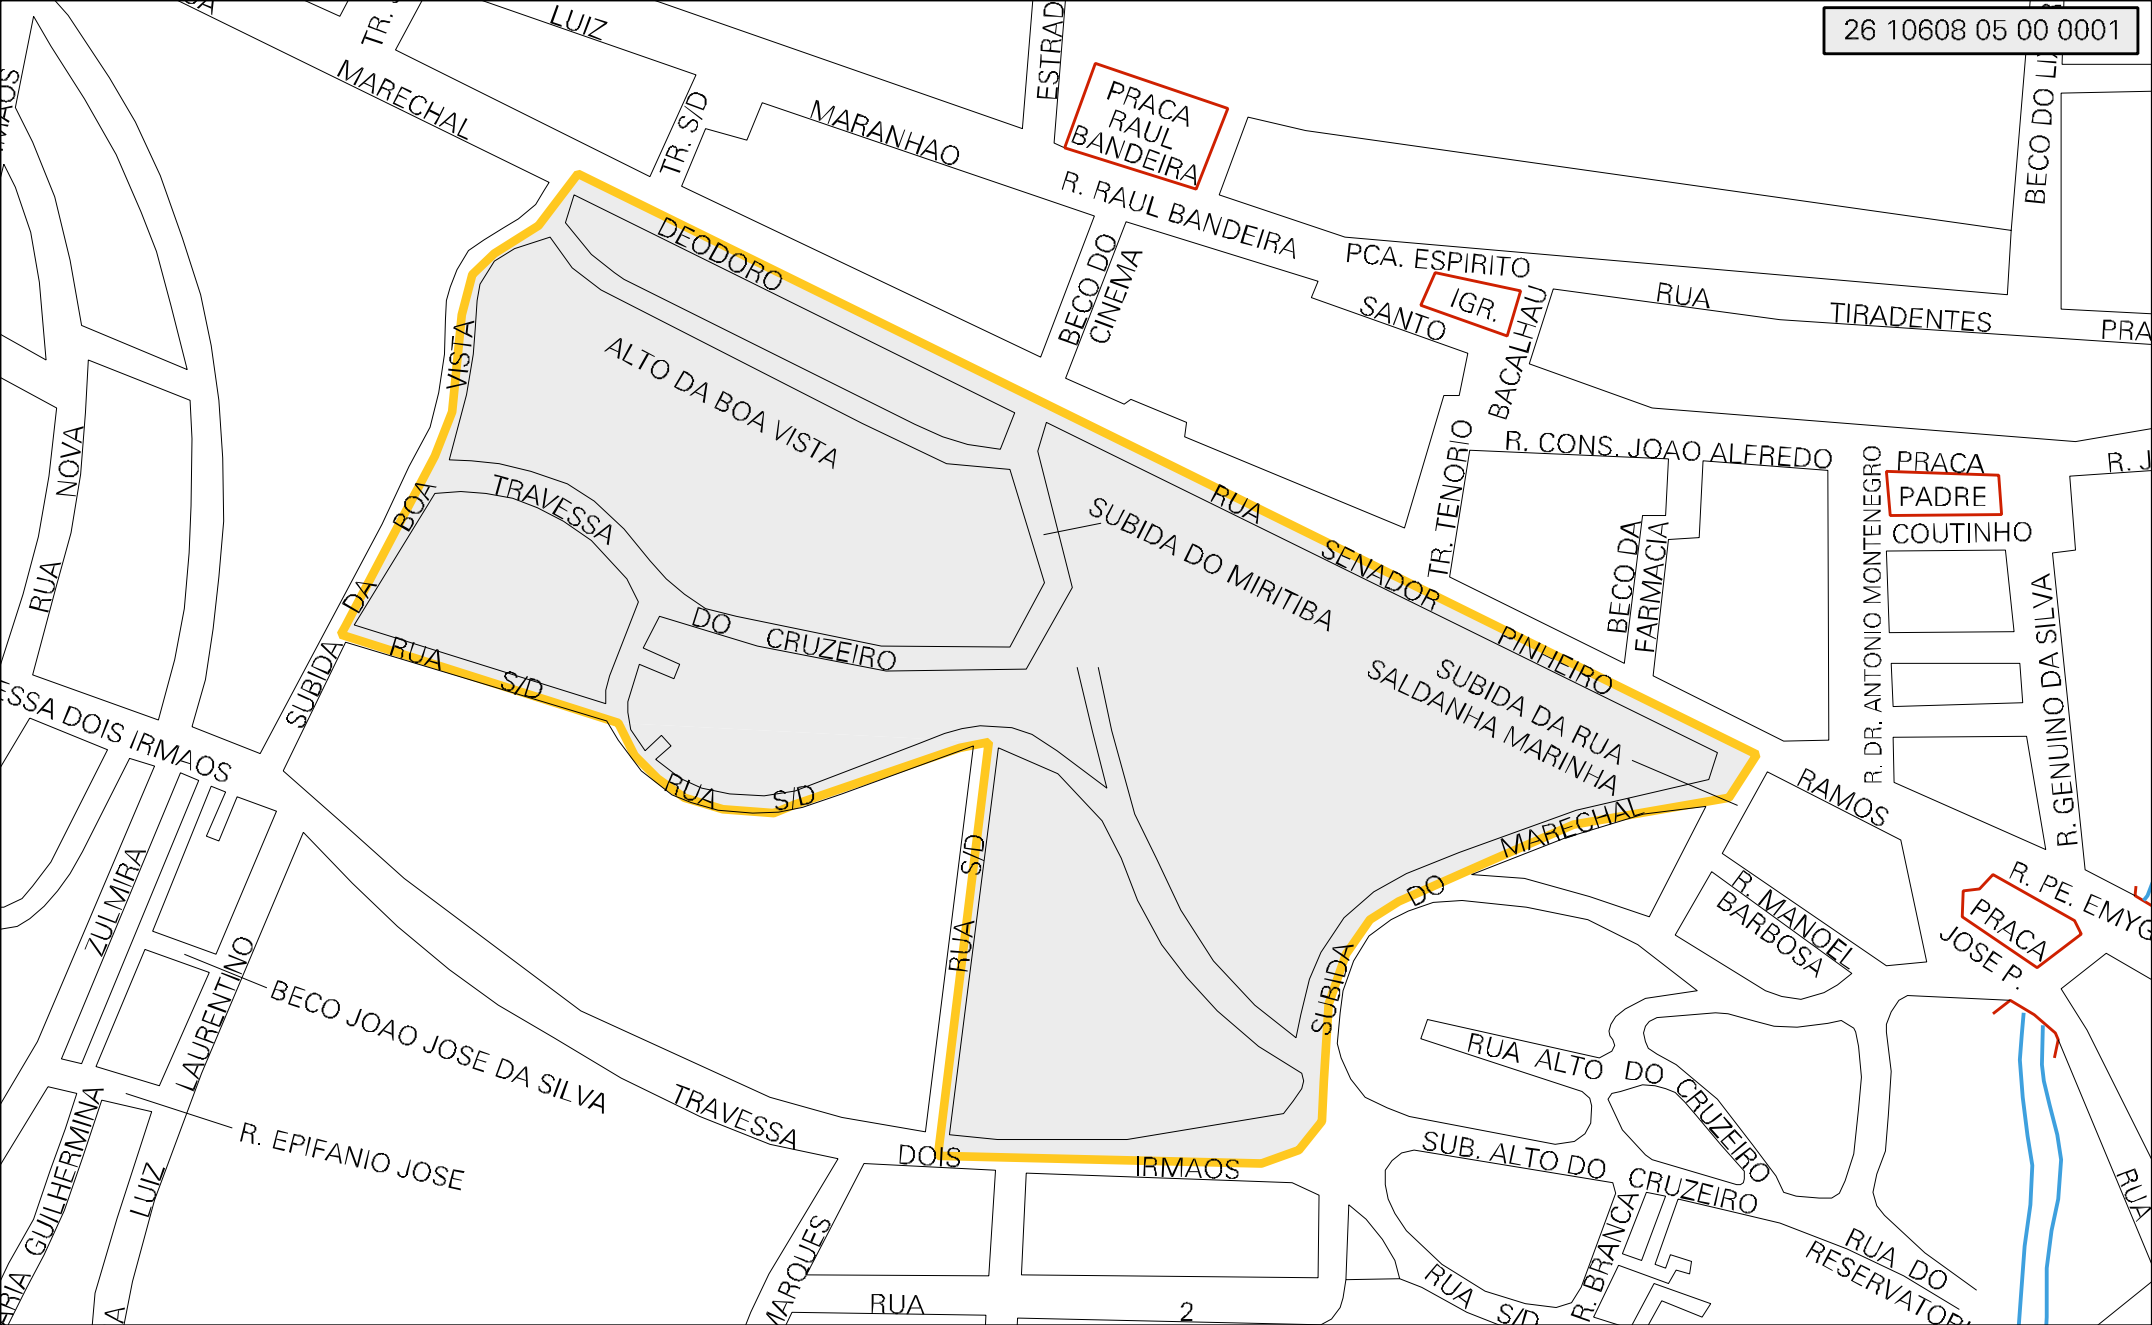 26 10608 05 00 0001
LUIZ
MARECHAL
TR. S/D
MARANHAO
PRACA
RAUL
BANDEIRA
R. RAUL BANDEIRA
PCA. ESPIRITO
SANTO
IGR.
RUA
TIRADENTES
BACALHAU
BECO DO
CINEMA
DEODORO
ALTO DA BOA VISTA
VISTA
BOA
DA
SUBIDA
TRAVESSA
DO
CRUZEIRO
SUBIDA DO MIRITIBA
RUA
SENADOR
PINHEIRO
RAMOS
TR. TENORIO
R. CONS. JOAO ALFREDO
BECO DA
FARMACIA
R. DR. ANTONIO MONTENEGRO
PRACA
PADRE
COUTINHO
R. GENUINO DA SILVA
SUBIDA DA RUA
SALDANHA MARINHA
RUA
NOVA
RUA
S/D
RUA
S/D
RUA
S/D
SUBIDA
DO
MARECHAL
R. MANOEL
BARBOSA
PRACA
JOSE P.
DOIS IRMAOS
ZULMIRA
LAURENTINO
LUIZ
GUILHERMINA
BECO JOAO JOSE DA SILVA
R. EPIFANIO JOSE
TRAVESSA
DOIS
IRMAOS
MARQUES
RUA
2
RUA ALTO DO CRUZEIRO
SUB. ALTO DO
CRUZEIRO
R. BRANCA
RUA S/D
RUA DO
RUA